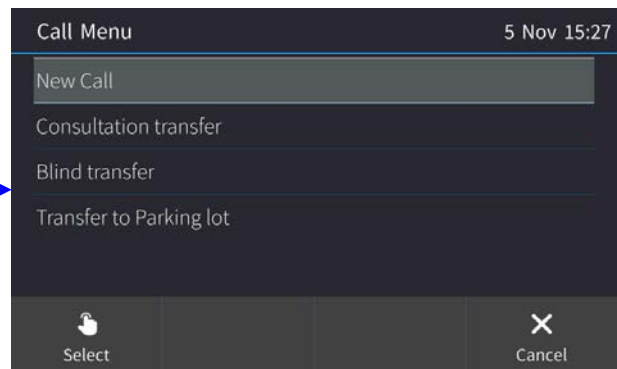 Call Menu 5 Nov 15:27
New Call
Consultation transfer
Blind transfer
Transfer to Parking lot
Select Cancel